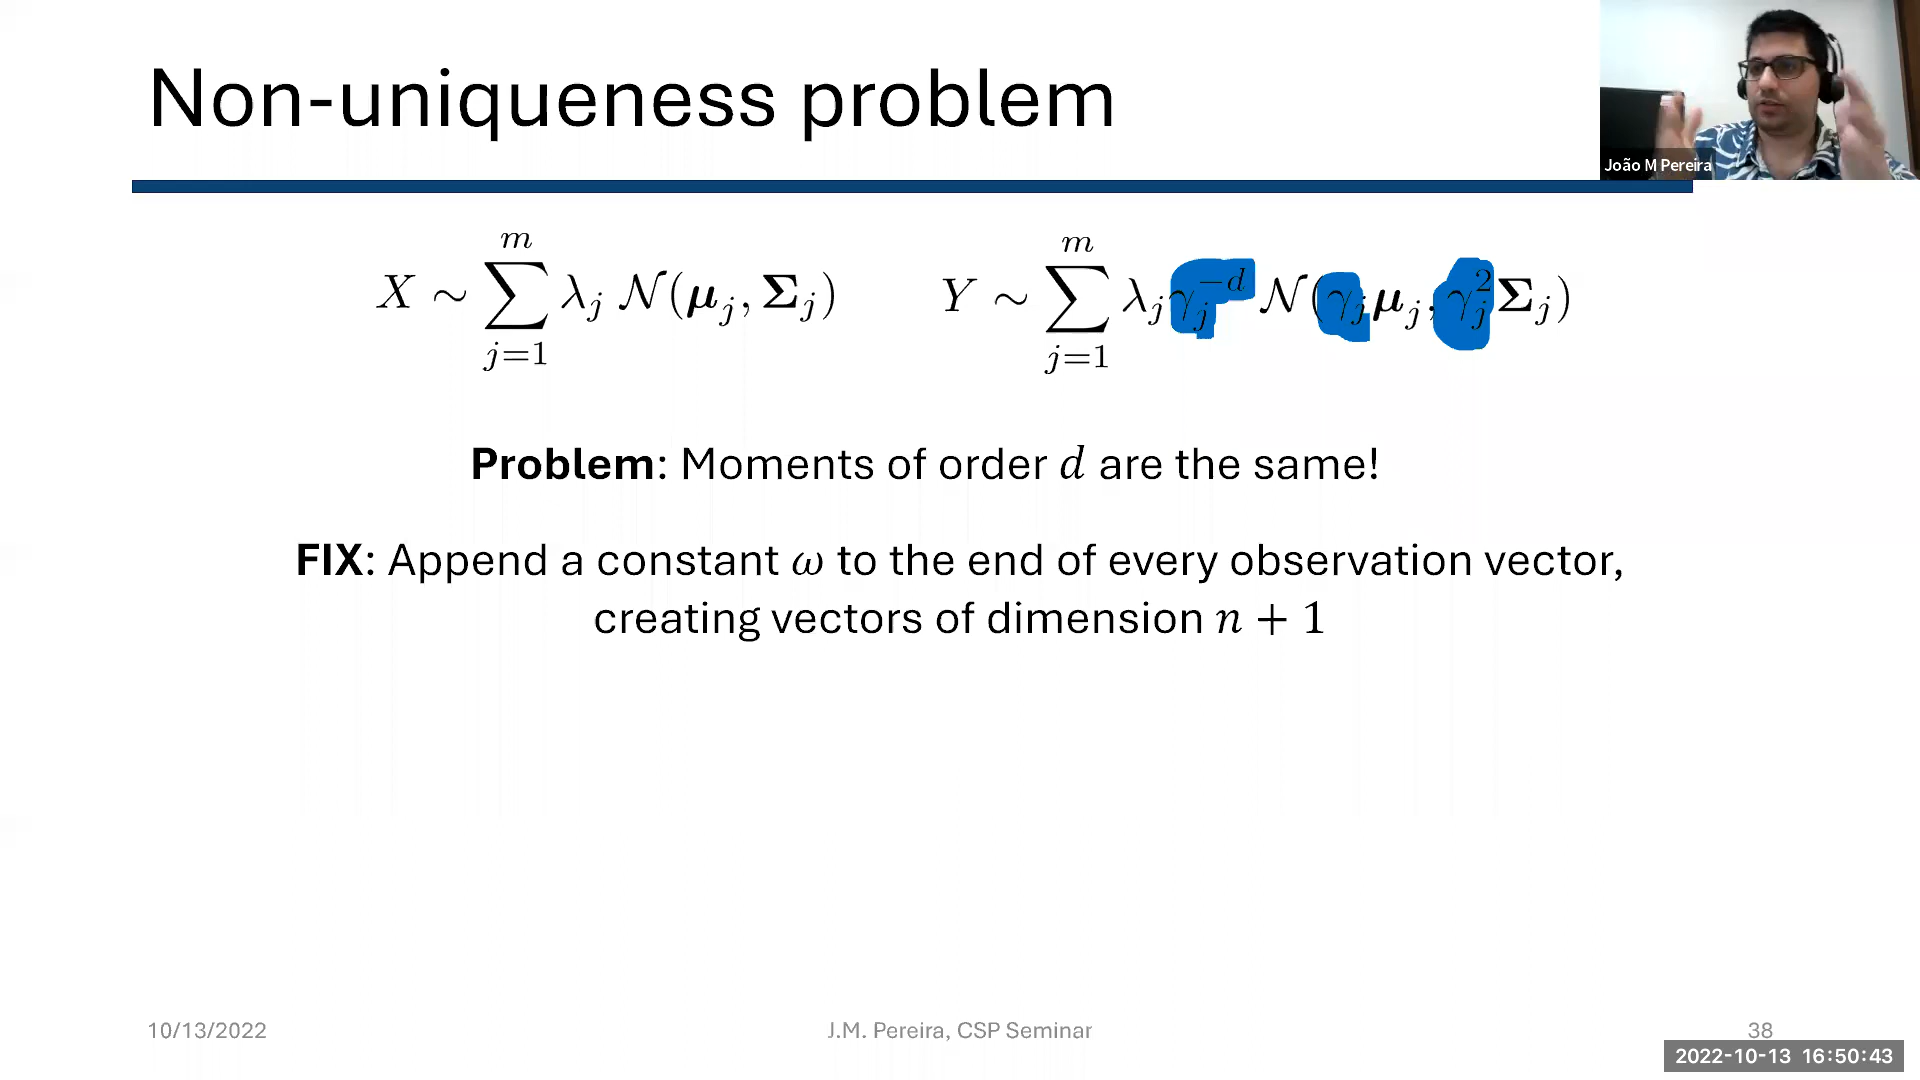 Non-uniqueness problem
João M Pereira
X ∼ ∑_{j=1}^{m} λ_j 𝒩(μ_j, Σ_j)
Y ∼ ∑_{j=1}^{m} λ_j γ_j^{-d} 𝒩(γ_j μ_j, γ_j^2 Σ_j)
Problem: Moments of order d are the same!
FIX: Append a constant ω to the end of every observation vector,
creating vectors of dimension n + 1
10/13/2022
J.M. Pereira, CSP Seminar
38
2022-10-13 16:50:43